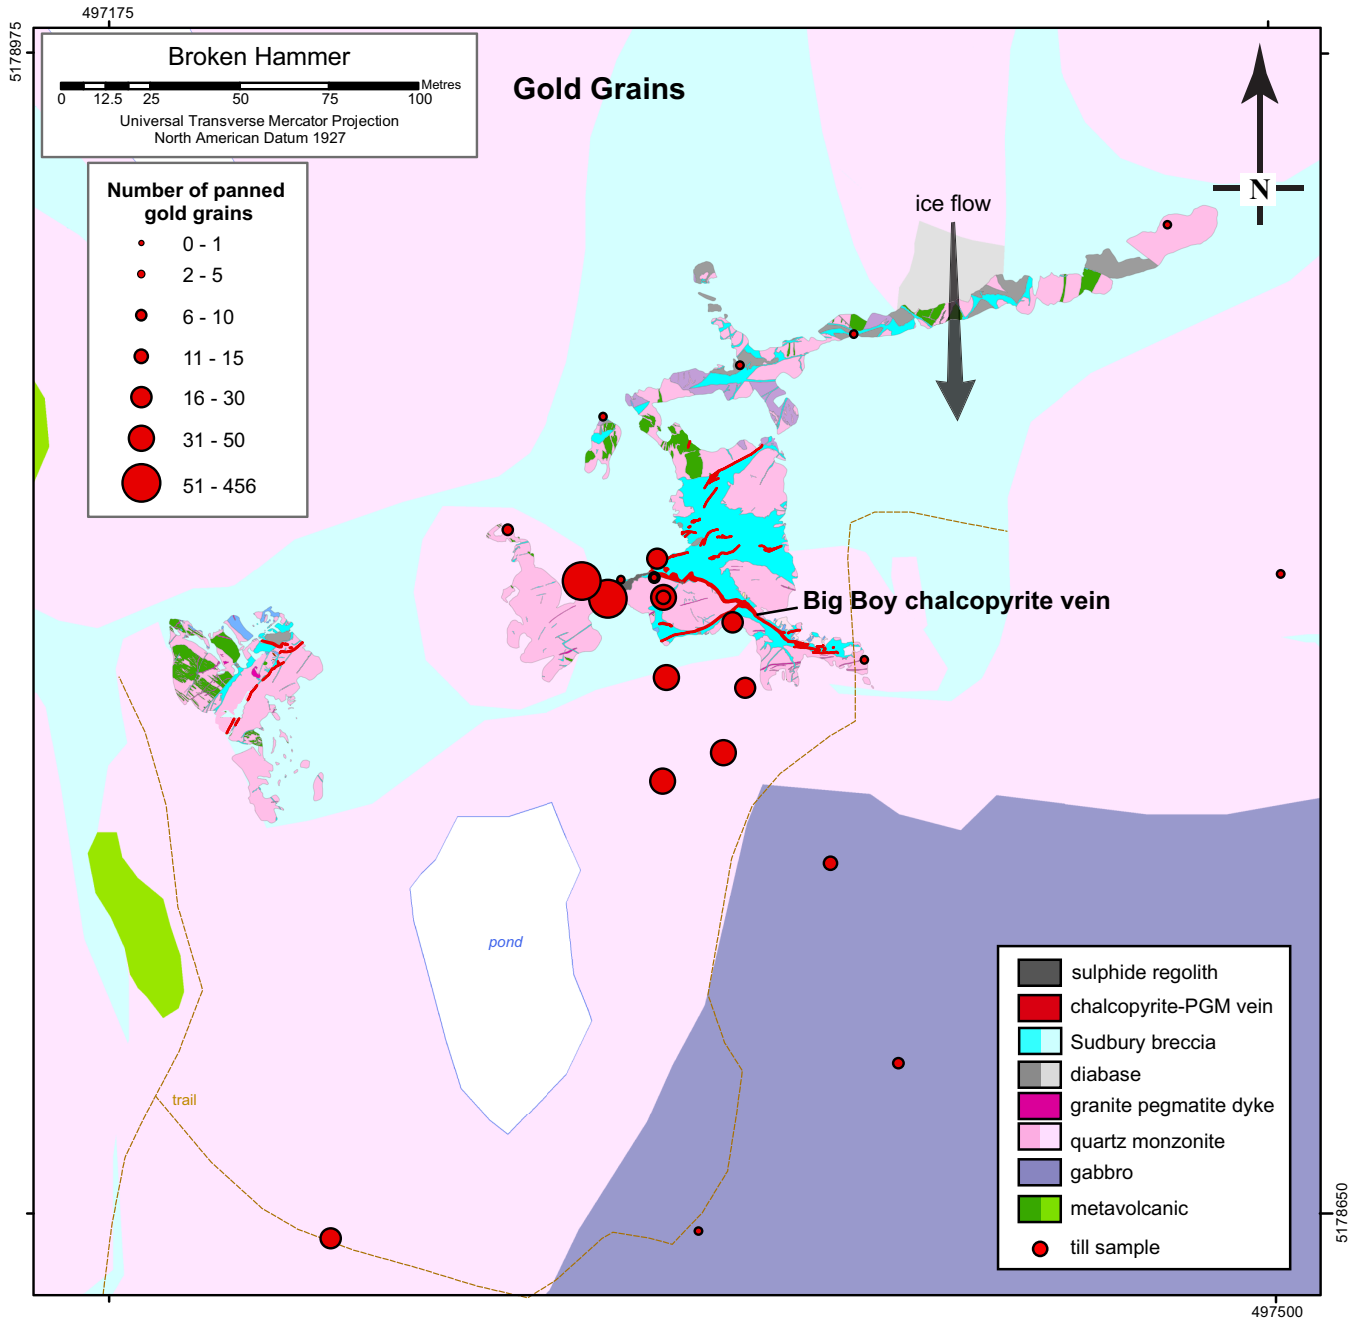 497175
5178975
Broken Hammer
Metres
0 12.5 25 50 75 100
Universal Transverse Mercator Projection
North American Datum 1927
Gold Grains
N
Number of panned
gold grains
0 - 1
2 - 5
6 - 10
11 - 15
16 - 30
31 - 50
51 - 456
ice flow
Big Boy chalcopyrite vein
pond
trail
sulphide regolith
chalcopyrite-PGM vein
Sudbury breccia
diabase
granite pegmatite dyke
quartz monzonite
gabbro
metavolcanic
till sample
5178650
497500